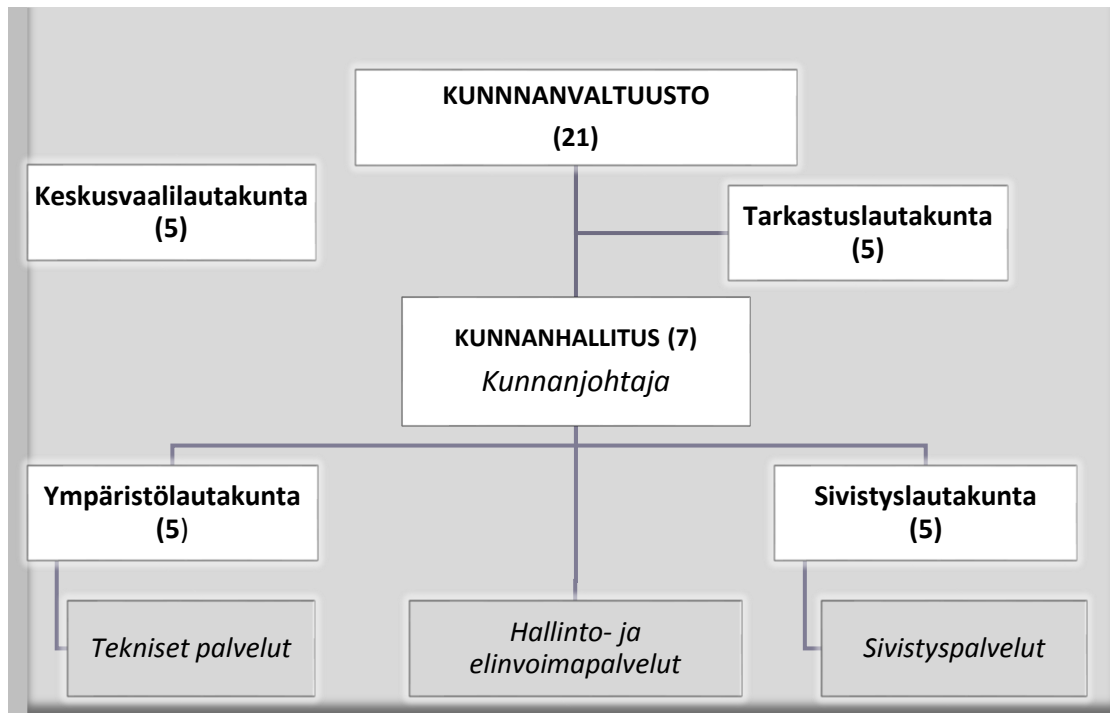 KUNNNANVALTUUSTO
(21)
Keskusvaalilautakunta
(5)
Tarkastuslautakunta
(5)
KUNNANHALLITUS (7)
Kunnanjohtaja
Ympäristölautakunta
(5)
Sivistyslautakunta
(5)
Tekniset palvelut
Hallinto- ja
elinvoimapalvelut
Sivistyspalvelut